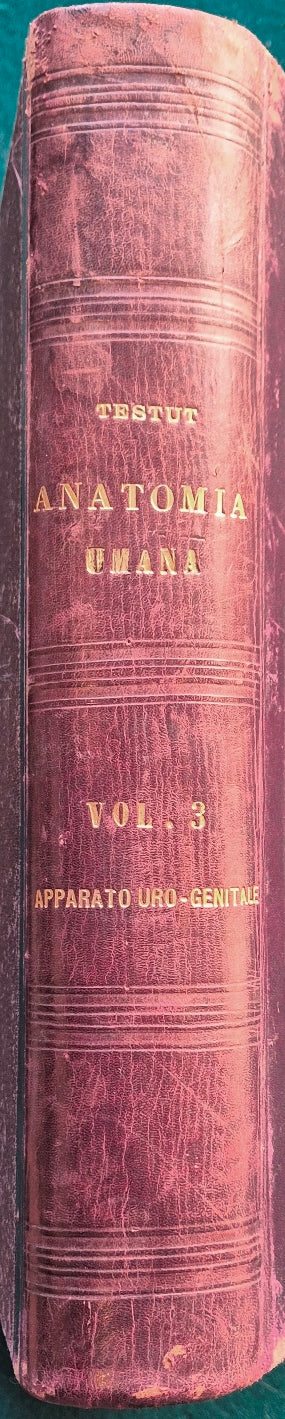 TESTUT
ANATOMIA
UMANA
VOL. 3
APPARATO URO-GENITALE